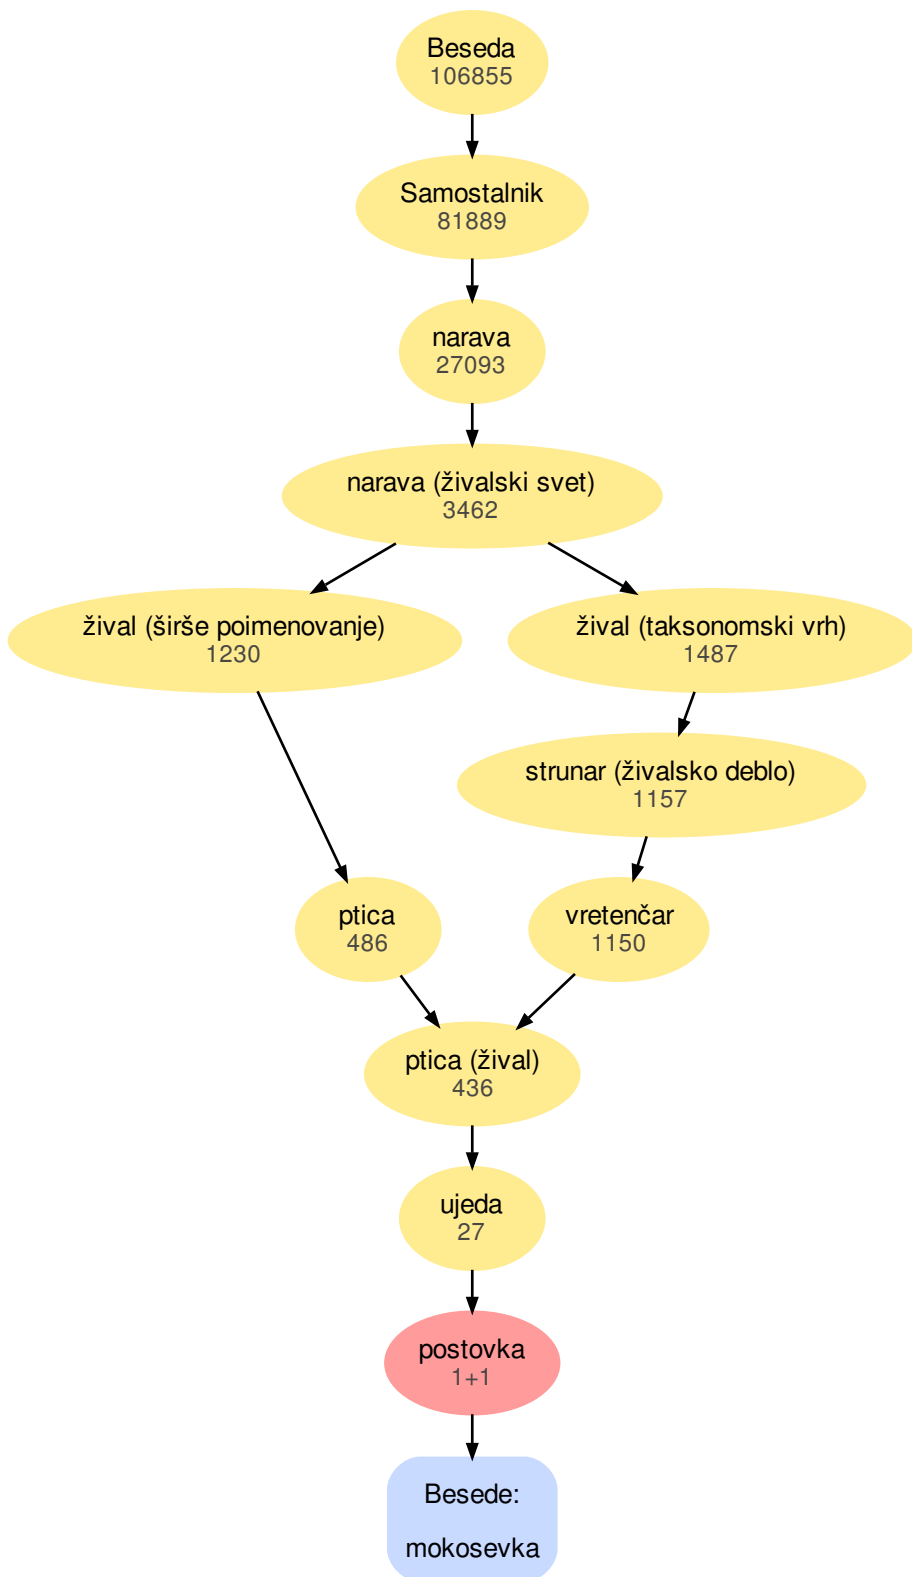 Beseda
106855
Samostalnik
81889
narava
27093
narava (živalski svet)
3462
žival (širše poimenovanje)
1230
žival (taksonomski vrh)
1487
strunar (živalsko deblo)
1157
ptica
486
vretenčar
1150
ptica (žival)
436
ujeda
27
postovka
1+1
Besede:
mokosevka